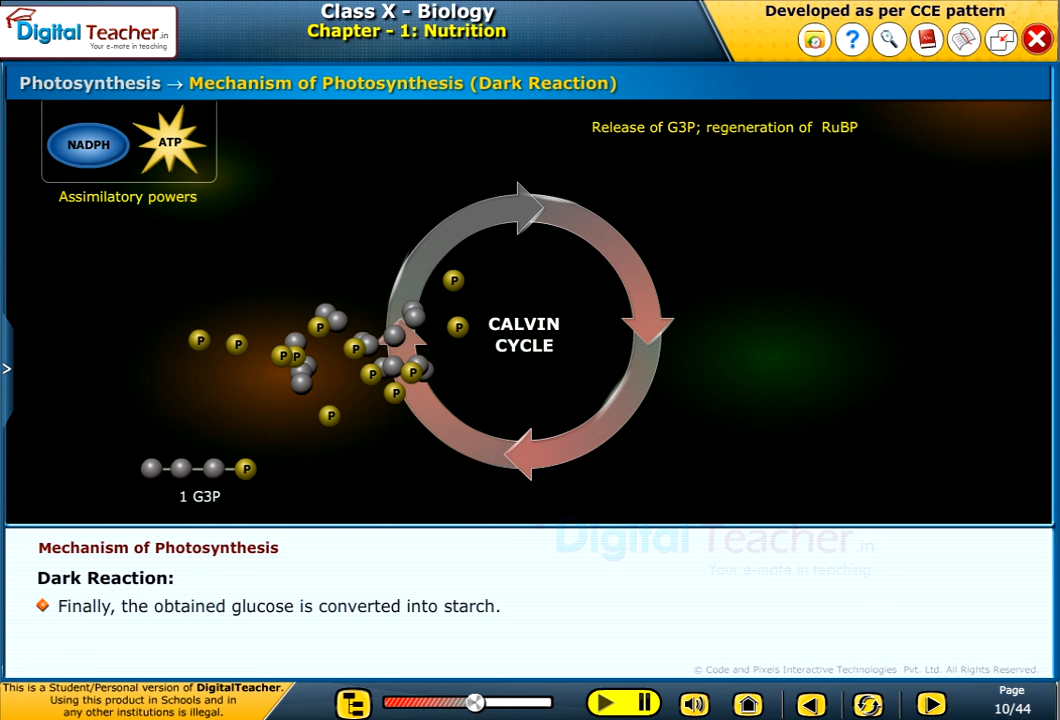 Digital Teacher.in
Your e-mate in teaching
Class X - Biology
Chapter - 1: Nutrition
Developed as per CCE pattern
?
Photosynthesis → Mechanism of Photosynthesis (Dark Reaction)
NADPH
ATP
Assimilatory powers
Release of G3P; regeneration of RuBP
P
P
P
P
P
P
P
P
P
P
P
P
CALVIN
CYCLE
>
P
1 G3P
Mechanism of Photosynthesis
Digital Teacher.in
Your e-mate in teaching
Dark Reaction:
Finally, the obtained glucose is converted into starch.
© Code and Pixels Interactive Technologies Pvt. Ltd. All Rights Reserved.
This is a Student/Personal version of DigitalTeacher.
Using this product in Schools and in
any other institutions is illegal.
Page
10/44